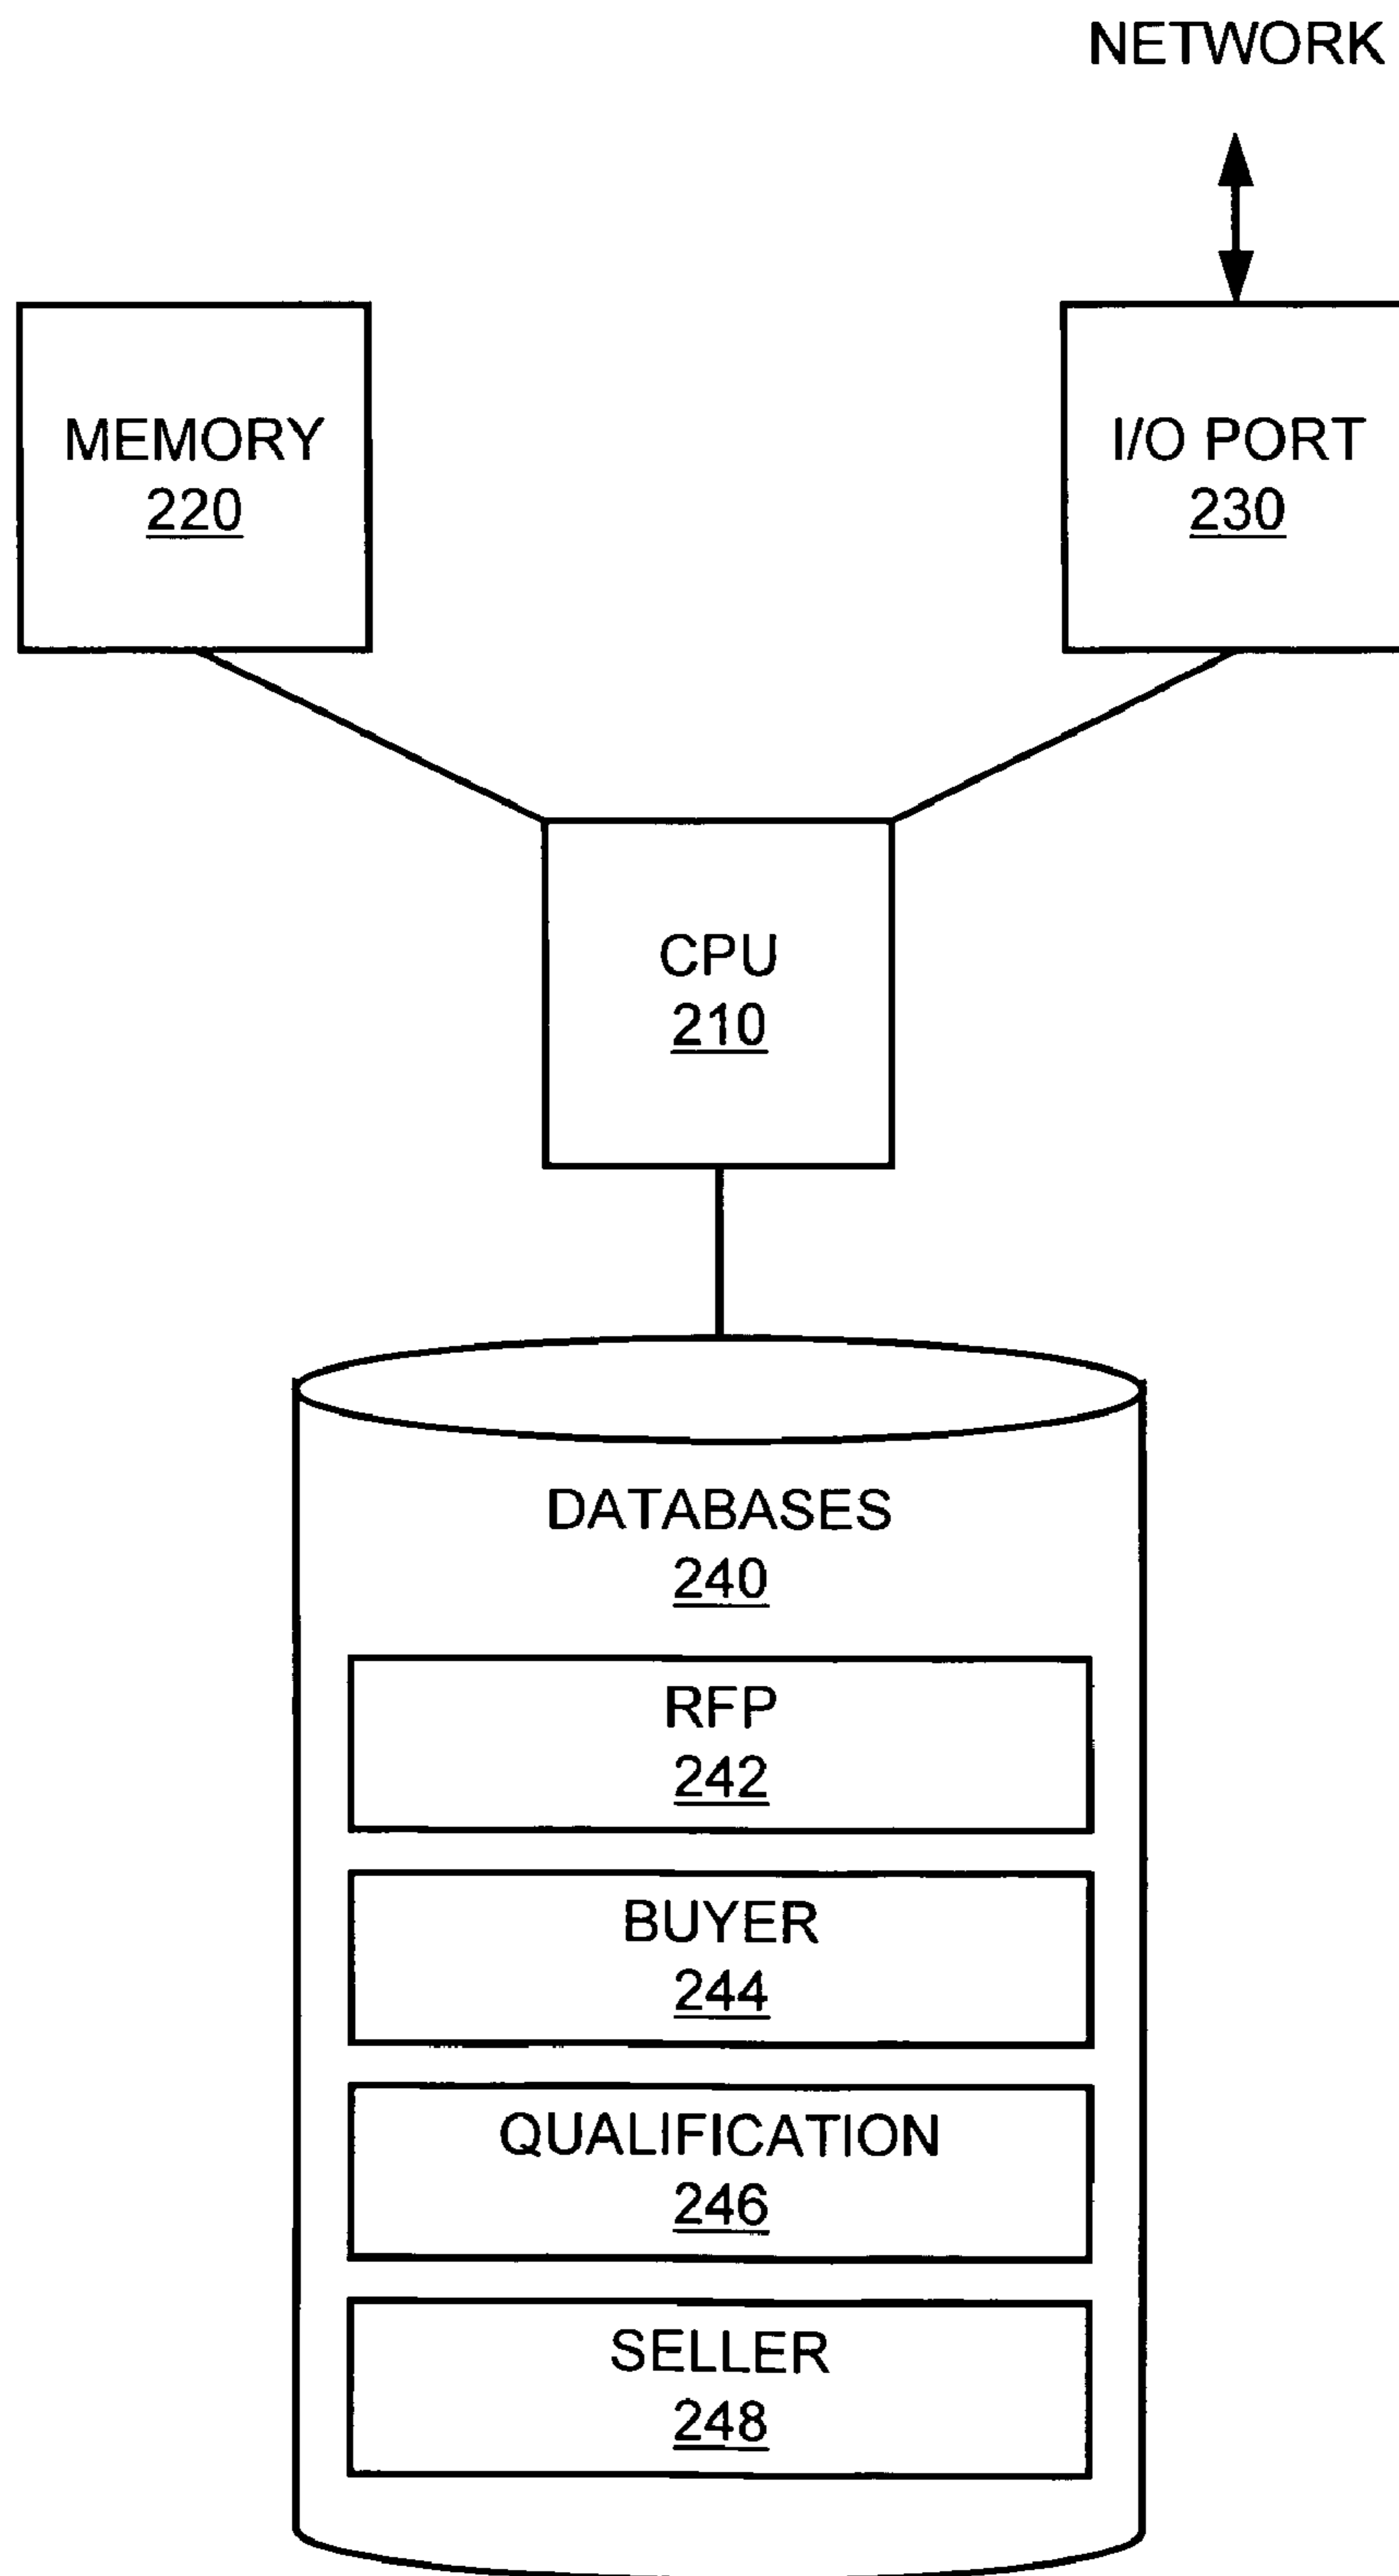 NETWORK
MEMORY
220
I/O PORT
230
CPU
210
DATABASES
240
RFP
242
BUYER
244
QUALIFICATION
246
SELLER
248